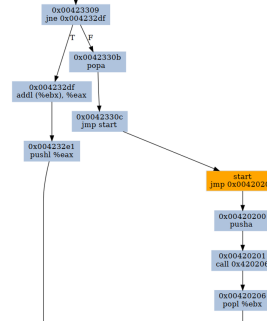 0x00423309
jne 0x004232df
T
F
0x0042330b
popa
0x004232df
addl (%ebx), %eax
0x0042330c
jmp start
0x004232e1
pushl %eax
start
jmp 0x0042020
0x00420200
pusha
0x00420201
call 0x420206
0x00420206
popl %ebx